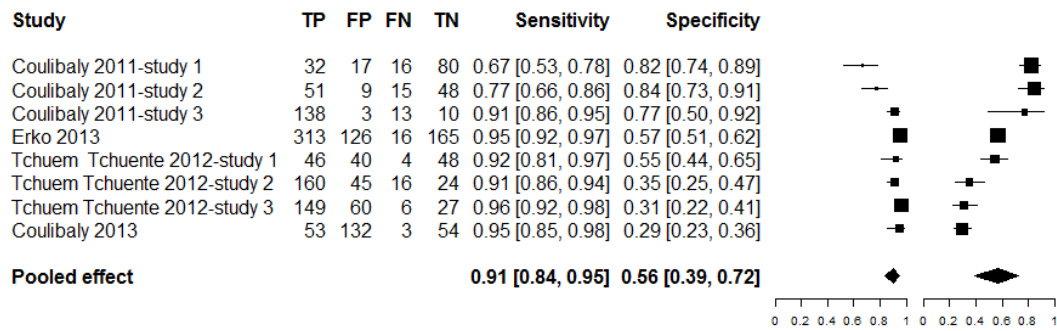 Study TP FP FN TN Sensitivity Specificity
Coulibaly 2011-study 1 32 17 16 80 0.67 [0.53, 0.78] 0.82 [0.74, 0.89]
Coulibaly 2011-study 2 51 9 15 48 0.77 [0.66, 0.86] 0.84 [0.73, 0.91]
Coulibaly 2011-study 3 138 3 13 10 0.91 [0.86, 0.95] 0.77 [0.50, 0.92]
Erko 2013 313 126 16 165 0.95 [0.92, 0.97] 0.57 [0.51, 0.62]
Tchuem Tchuente 2012-study 1 46 40 4 48 0.92 [0.81, 0.97] 0.55 [0.44, 0.65]
Tchuem Tchuente 2012-study 2 160 45 16 24 0.91 [0.86, 0.94] 0.35 [0.25, 0.47]
Tchuem Tchuente 2012-study 3 149 60 6 27 0.96 [0.92, 0.98] 0.31 [0.22, 0.41]
Coulibaly 2013 53 132 3 54 0.95 [0.85, 0.98] 0.29 [0.23, 0.36]
Pooled effect 0.91 [0.84, 0.95] 0.56 [0.39, 0.72]
0 0.2 0.4 0.6 0.8 1 0 0.2 0.4 0.6 0.8 1